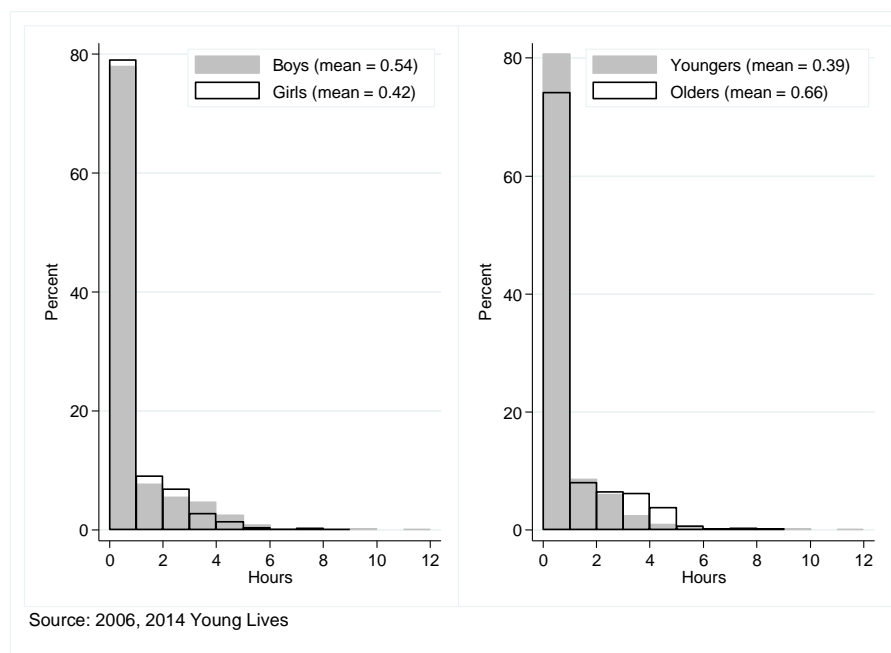 Boys (mean = 0.54)
Girls (mean = 0.42)
80
60
40
20
0
Percent
0 2 4 6 8 10 12
Hours
Youngers (mean = 0.39)
Olders (mean = 0.66)
80
60
40
20
0
Percent
0 2 4 6 8 10 12
Hours
Source: 2006, 2014 Young Lives